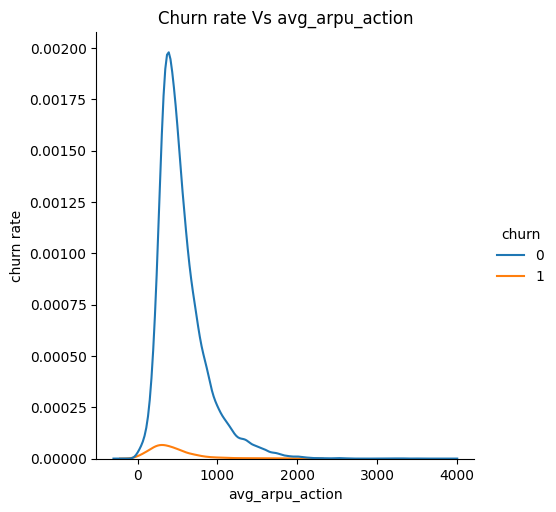 Churn rate Vs avg_arpu_action
0.00200
0.00175
0.00150
0.00125
0.00100
0.00075
0.00050
0.00025
0.00000
churn rate
0 1000 2000 3000 4000
avg_arpu_action
churn
0
1